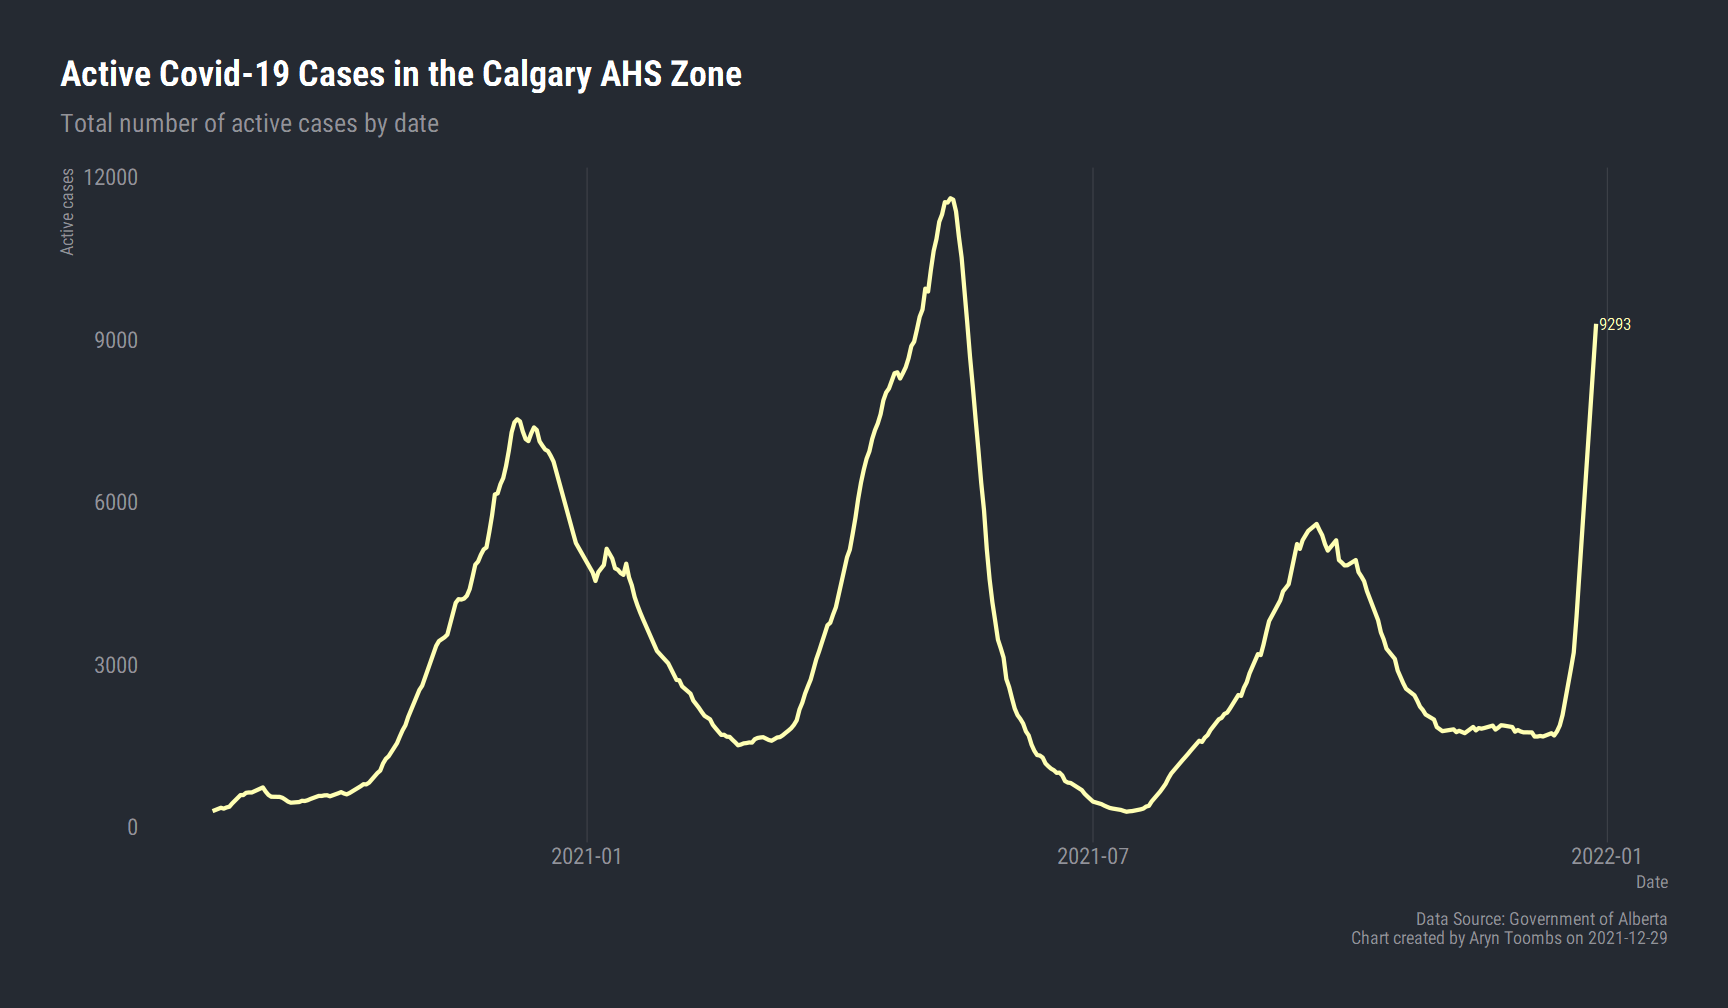 Active Covid-19 Cases in the Calgary AHS Zone
Total number of active cases by date
Active cases
12000
9000
6000
3000
0
9293
2021-01
2021-07
2022-01
Date
Data Source: Government of Alberta
Chart created by Aryn Toombs on 2021-12-29